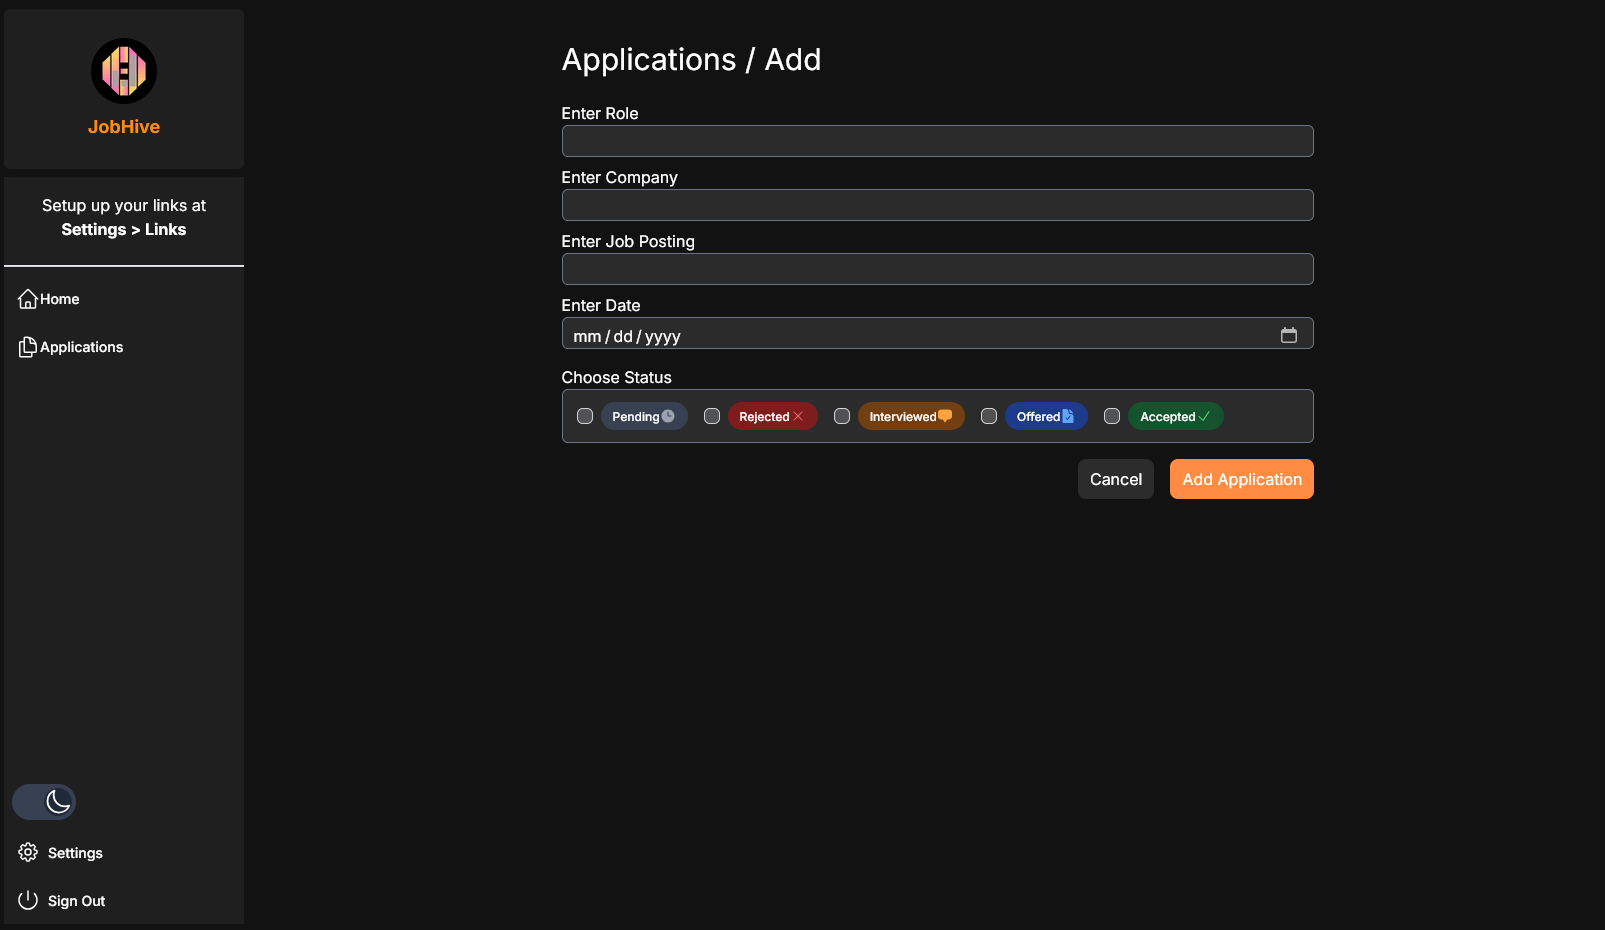 JobHive
Setup up your links at
Settings > Links
Home
Applications
Settings
Sign Out
Applications / Add
Enter Role
Enter Company
Enter Job Posting
Enter Date
mm/dd/yyyy
Choose Status
Pending Rejected Interviewed Offered Accepted
Cancel Add Application